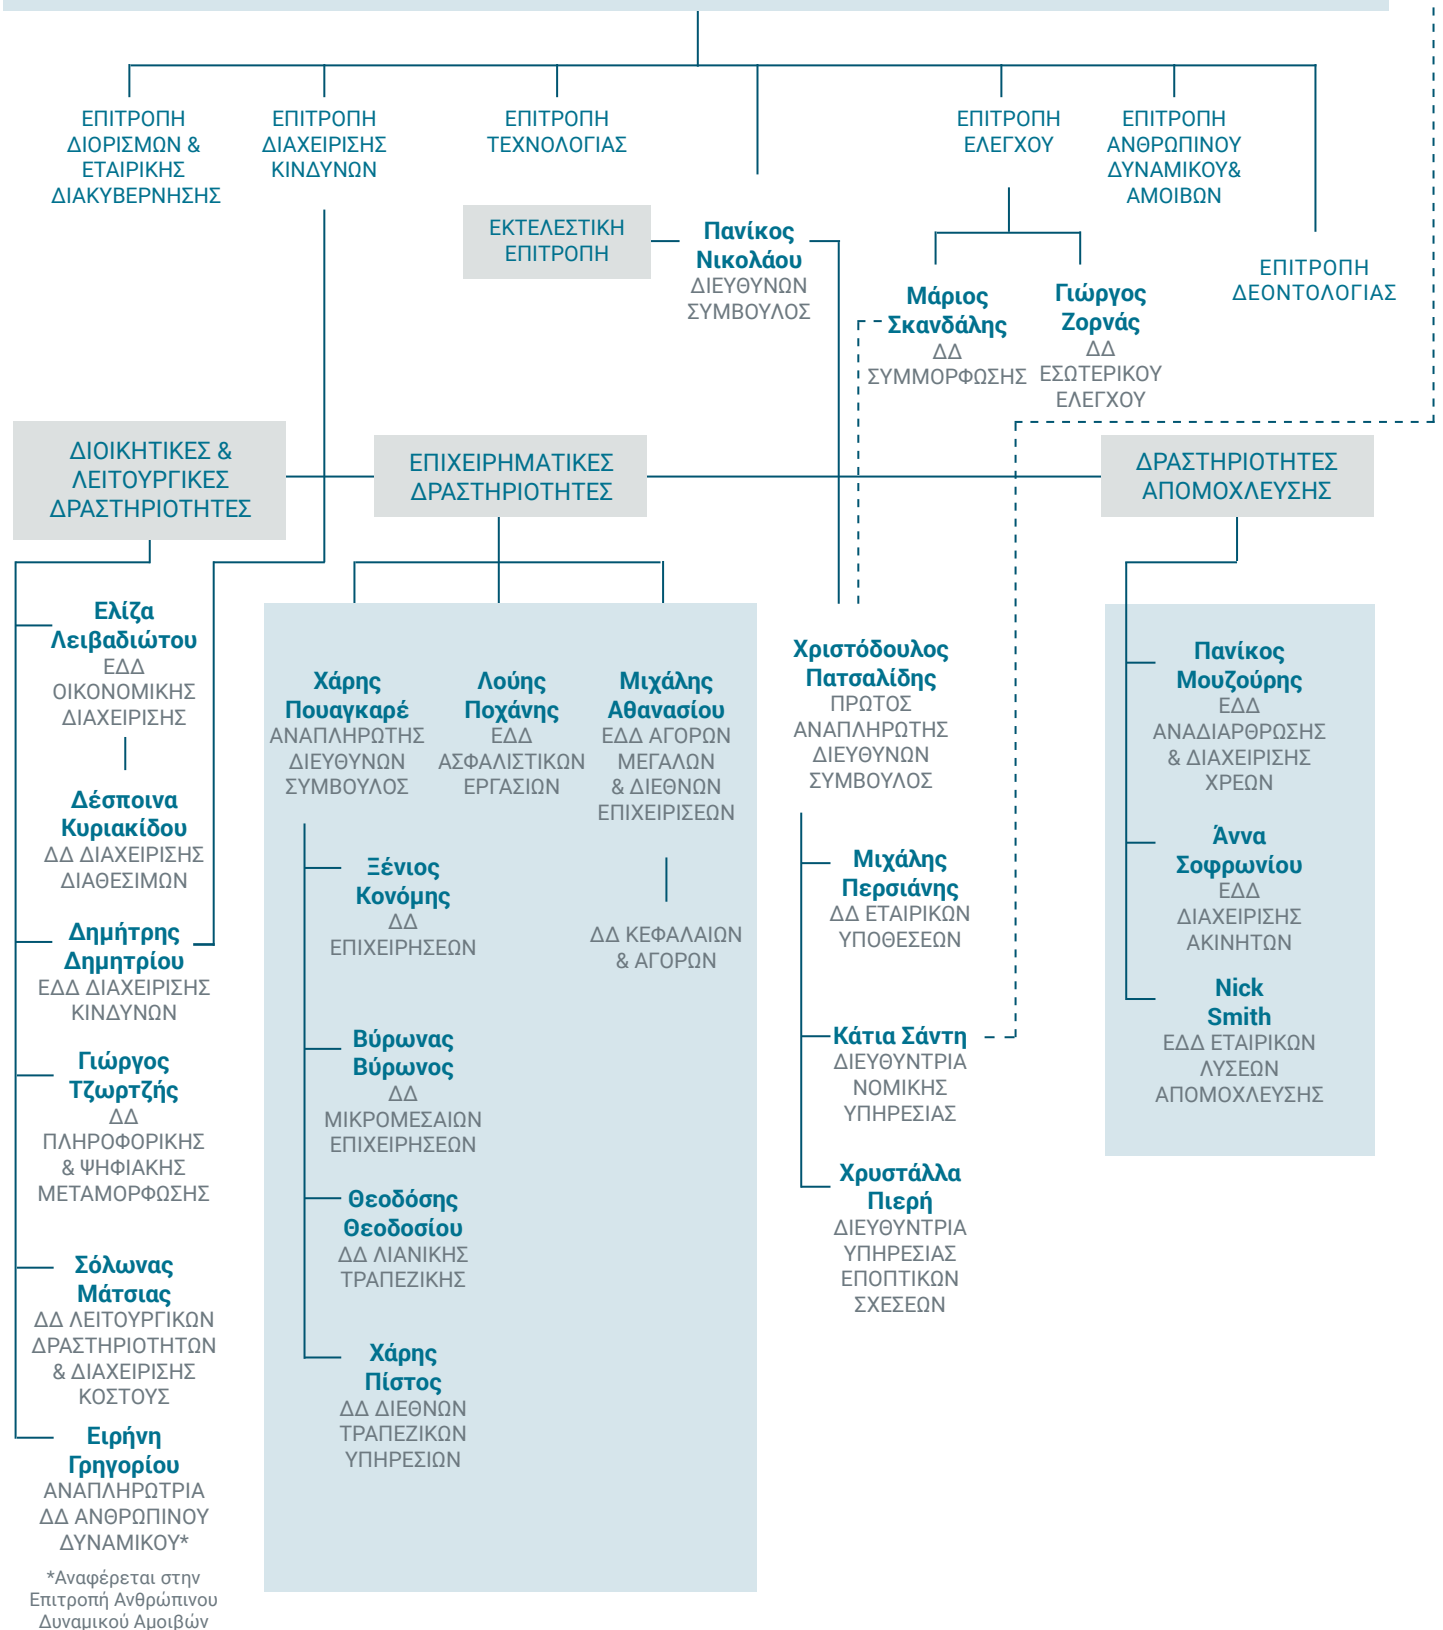 ΕΠΙΤΡΟΠΗ
ΔΙΟΡΙΣΜΩΝ &
ΕΤΑΙΡΙΚΗΣ
ΔΙΑΚΥΒΕΡΝΗΣΗΣ
ΕΠΙΤΡΟΠΗ
ΔΙΑΧΕΙΡΙΣΗΣ
ΚΙΝΔΥΝΩΝ
ΕΠΙΤΡΟΠΗ
ΤΕΧΝΟΛΟΓΙΑΣ
ΕΠΙΤΡΟΠΗ
ΕΛΕΓΧΟΥ
ΕΠΙΤΡΟΠΗ
ΑΝΘΡΩΠΙΝΟΥ
ΔΥΝΑΜΙΚΟΥ&
ΑΜΟΙΒΩΝ
ΕΠΙΤΡΟΠΗ
ΔΕΟΝΤΟΛΟΓΙΑΣ
ΕΚΤΕΛΕΣΤΙΚΗ
ΕΠΙΤΡΟΠΗ
Πανίκος
Νικολάου
ΔΙΕΥΘΥΝΩΝ
ΣΥΜΒΟΥΛΟΣ
Μάριος
Σκανδάλης
ΔΔ
ΣΥΜΜΟΡΦΩΣΗΣ
Γιώργος
Ζορνάς
ΔΔ
ΕΣΩΤΕΡΙΚΟΥ
ΕΛΕΓΧΟΥ
ΔΙΟΙΚΗΤΙΚΕΣ &
ΛΕΙΤΟΥΡΓΙΚΕΣ
ΔΡΑΣΤΗΡΙΟΤΗΤΕΣ
ΕΠΙΧΕΙΡΗΜΑΤΙΚΕΣ
ΔΡΑΣΤΗΡΙΟΤΗΤΕΣ
ΔΡΑΣΤΗΡΙΟΤΗΤΕΣ
ΑΠΟΜΟΧΛΕΥΣΗΣ
Ελίζα
Λειβαδιώτου
ΕΔΔ
ΟΙΚΟΝΟΜΙΚΗΣ
ΔΙΑΧΕΙΡΙΣΗΣ
Δέσποινα
Κυριακίδου
ΔΔ ΔΙΑΧΕΙΡΙΣΗΣ
ΔΙΑΘΕΣΙΜΩΝ
Δημήτρης
Δημητρίου
ΕΔΔ ΔΙΑΧΕΙΡΙΣΗΣ
ΚΙΝΔΥΝΩΝ
Γιώργος
Τζωρτζής
ΔΔ
ΠΛΗΡΟΦΟΡΙΚΗΣ
& ΨΗΦΙΑΚΗΣ
ΜΕΤΑΜΟΡΦΩΣΗΣ
Σόλωνας
Μάτσιας
ΔΔ ΛΕΙΤΟΥΡΓΙΚΩΝ
ΔΡΑΣΤΗΡΙΟΤΗΤΩΝ
& ΔΙΑΧΕΙΡΙΣΗΣ
ΚΟΣΤΟΥΣ
Ειρήνη
Γρηγορίου
ΑΝΑΠΛΗΡΩΤΡΙΑ
ΔΔ ΑΝΘΡΩΠΙΝΟΥ
ΔΥΝΑΜΙΚΟΥ*
*Αναφέρεται στην
Επιτροπή Ανθρώπινου
Δυναμικού Αμοιβών
Χάρης
Πουαγκαρέ
ΑΝΑΠΛΗΡΩΤΗΣ
ΔΙΕΥΘΥΝΩΝ
ΣΥΜΒΟΥΛΟΣ
Λούης
Ποχάνης
ΕΔΔ
ΑΣΦΑΛΙΣΤΙΚΩΝ
ΕΡΓΑΣΙΩΝ
Μιχάλης
Αθανασίου
ΕΔΔ ΑΓΟΡΩΝ
ΜΕΓΑΛΩΝ
& ΔΙΕΘΝΩΝ
ΕΠΙΧΕΙΡΙΣΕΩΝ
Ξένιος
Κονόμης
ΔΔ
ΕΠΙΧΕΙΡΗΣΕΩΝ
ΔΔ ΚΕΦΑΛΑΙΩΝ
& ΑΓΟΡΩΝ
Βύρωνας
Βύρωνος
ΔΔ
ΜΙΚΡΟΜΕΣΑΙΩΝ
ΕΠΙΧΕΙΡΗΣΕΩΝ
Θεοδόσης
Θεοδοσίου
ΔΔ ΛΙΑΝΙΚΗΣ
ΤΡΑΠΕΖΙΚΗΣ
Χάρης
Πίστος
ΔΔ ΔΙΕΘΝΩΝ
ΤΡΑΠΕΖΙΚΩΝ
ΥΠΗΡΕΣΙΩΝ
Χριστόδουλος
Πατσαλίδης
ΠΡΩΤΟΣ
ΑΝΑΠΛΗΡΩΤΗΣ
ΔΙΕΥΘΥΝΩΝ
ΣΥΜΒΟΥΛΟΣ
Μιχάλης
Περσιάνης
ΔΔ ΕΤΑΙΡΙΚΩΝ
ΥΠΟΘΕΣΕΩΝ
Κάτια Σάντη
ΔΙΕΥΘΥΝΤΡΙΑ
ΝΟΜΙΚΗΣ
ΥΠΗΡΕΣΙΑΣ
Χρυστάλλα
Πιερή
ΔΙΕΥΘΥΝΤΡΙΑ
ΥΠΗΡΕΣΙΑΣ
ΕΠΟΠΤΙΚΩΝ
ΣΧΕΣΕΩΝ
Πανίκος
Μουζούρης
ΕΔΔ
ΑΝΑΔΙΑΡΘΡΩΣΗΣ
& ΔΙΑΧΕΙΡΙΣΗΣ
ΧΡΕΩΝ
Άννα
Σοφρωνίου
ΕΔΔ
ΔΙΑΧΕΙΡΙΣΗΣ
ΑΚΙΝΗΤΩΝ
Nick
Smith
ΕΔΔ ΕΤΑΙΡΙΚΩΝ
ΛΥΣΕΩΝ
ΑΠΟΜΟΧΛΕΥΣΗΣ